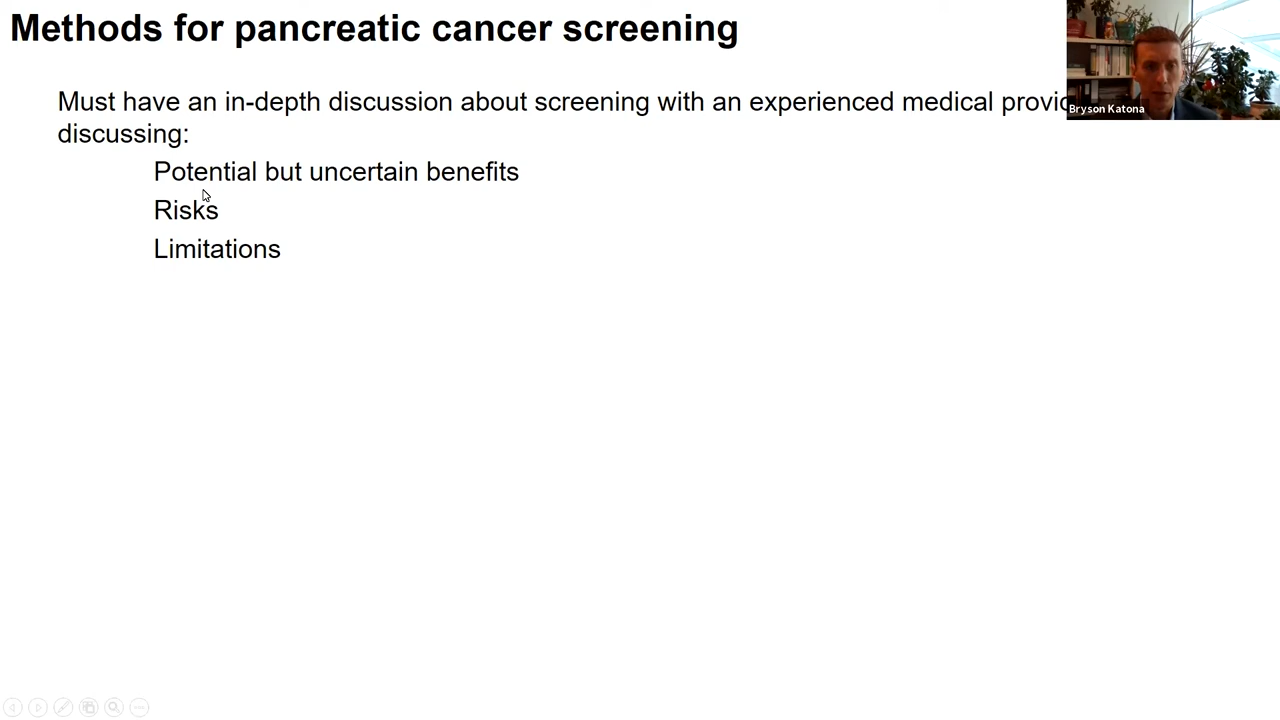 Methods for pancreatic cancer screening
Must have an in-depth discussion about screening with an experienced medical
discussing:
Potential but uncertain benefits
Risks
Limitations
Bryson Katona